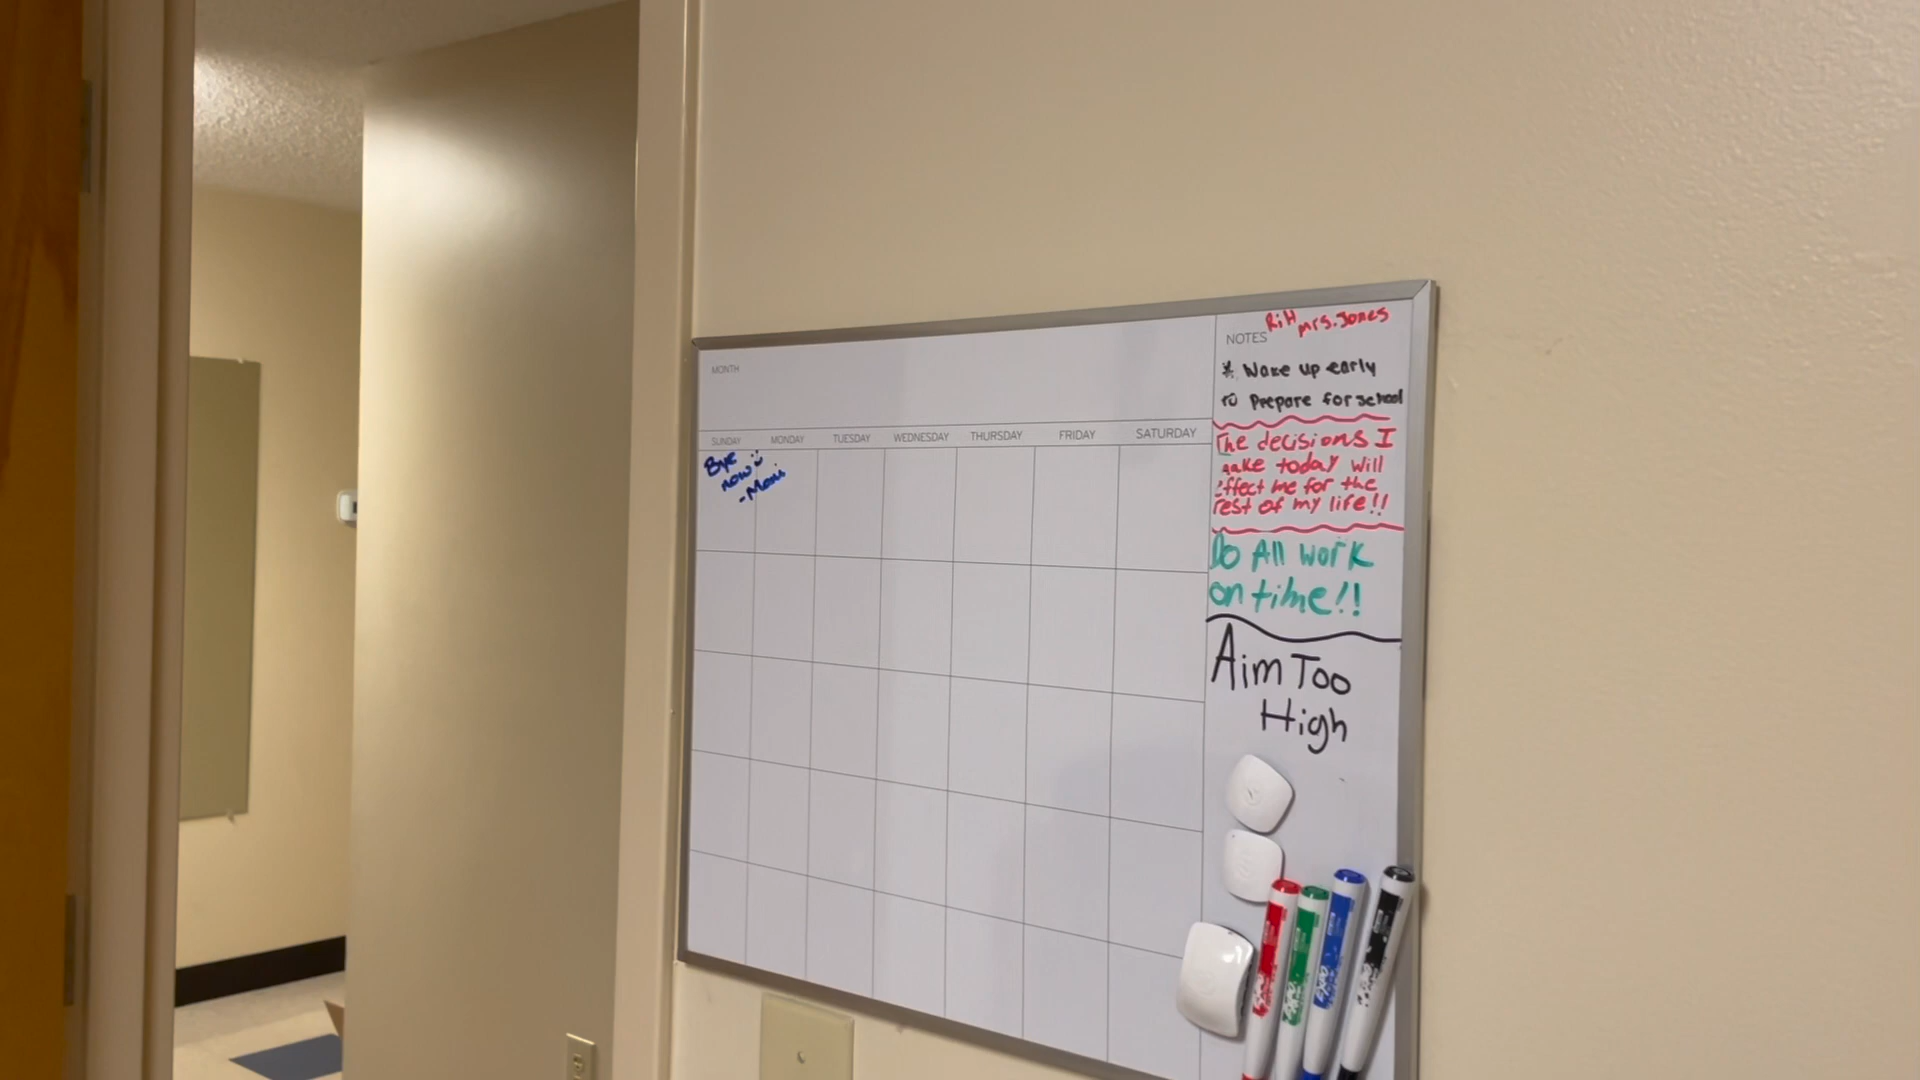 MONTH
NOTES
RiH mrs. Jones
* Wake up early
to Prepare for school
SUNDAY MONDAY TUESDAY WEDNESDAY THURSDAY FRIDAY SATURDAY
Bye
now
The decisions I
make today will
effect me for the
rest of my life!!
Do All work
on time!!
Aim Too
High
EXPO